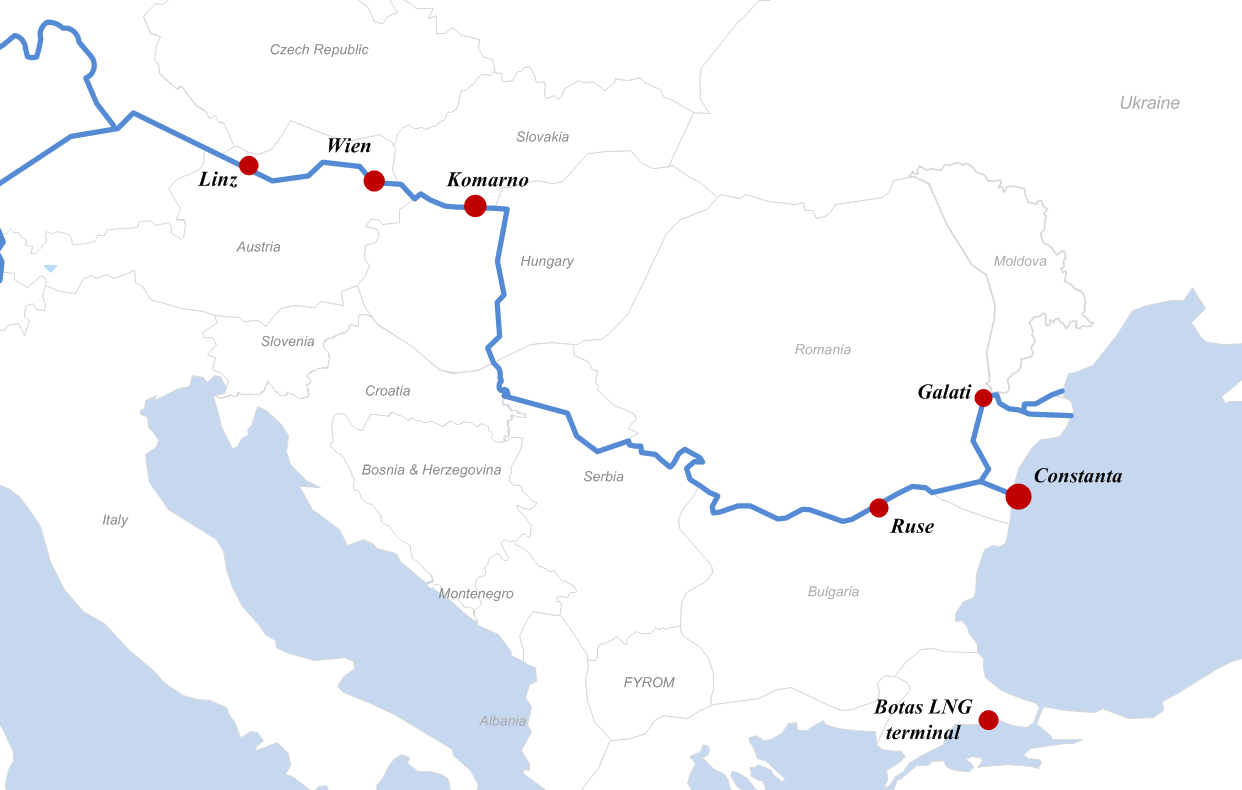 Czech Republic
Ukraine
Slovakia
Wien
Linz
Komarno
Austria
Hungary
Moldova
Slovenia
Romania
Croatia
Galati
Bosnia & Herzegovina
Serbia
Constanta
Italy
Ruse
Montenegro
Bulgaria
FYROM
Albania
Botas LNG
terminal